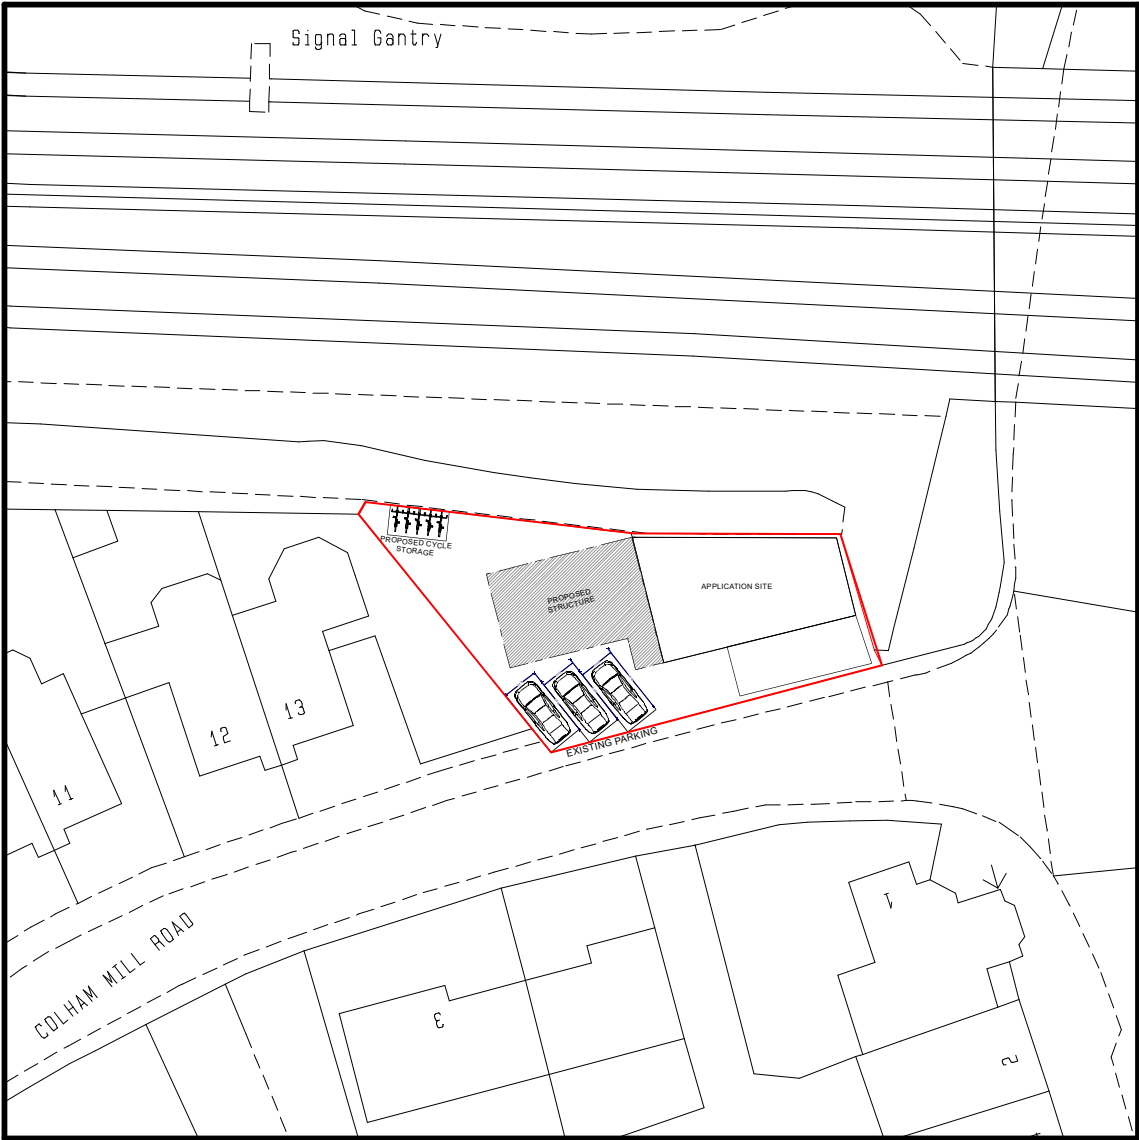 Signal Gantry
PROPOSED CYCLE
STORAGE
PROPOSED
STRUCTURE
APPLICATION SITE
EXISTING PARKING
13
12
11
COLHAM MILL ROAD
1
3
2